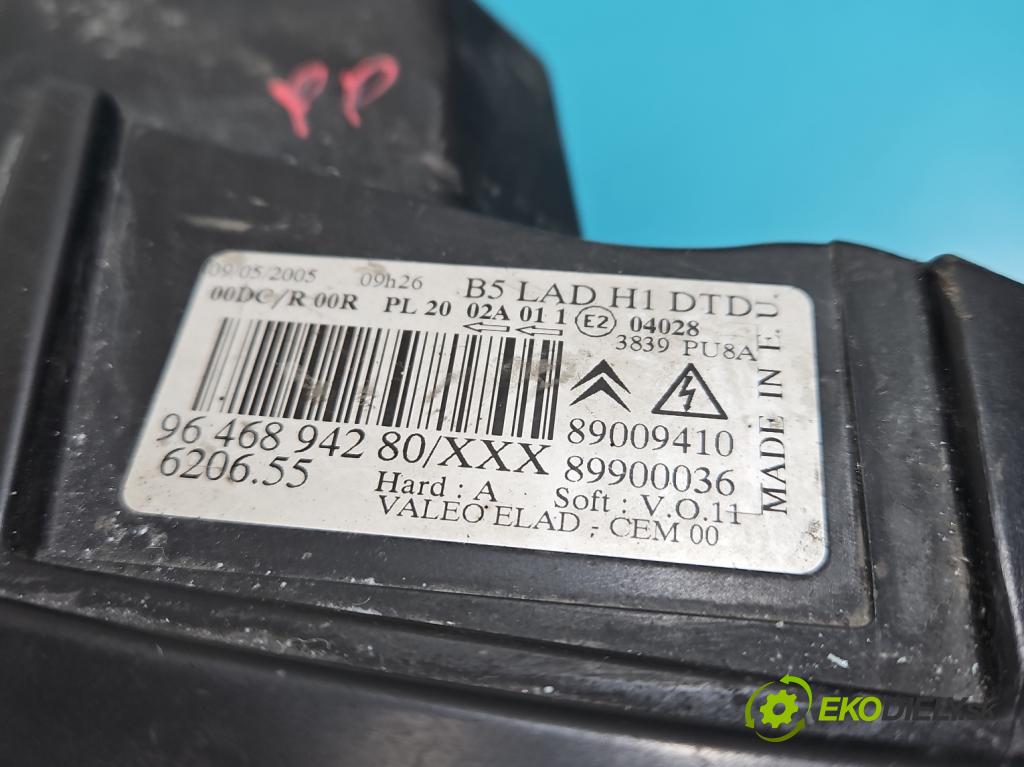 PP
09/05/2005 09h26 B5 LAD H1 DTD
00DC/R 00R PL 20 02A 01 1 E2 04028
3839 PU8A
96 468 942 80/XXX 89009410
6206.55 89900036
Hard : A Soft : V.O.11
VALEO ELAD - CEM 00
MADE IN E.U.
EKODIELY.SK